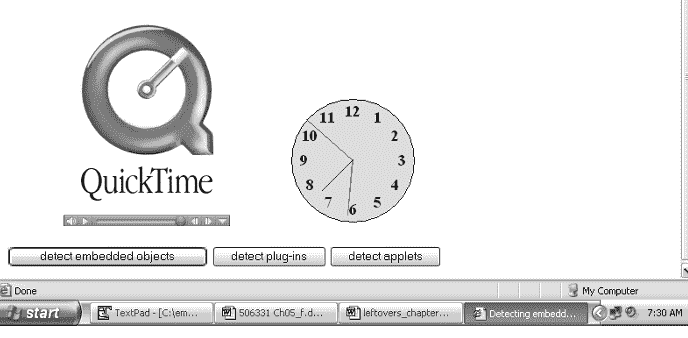 12
11 1
10 2
9 3
8 4
7 5
6
QuickTime
detect embedded objects detect plug-ins detect applets
Done My Computer
start TextPad - [C:\em... 506331 Ch05_f.d... leftovers_chapter... Detecting embedd... 7:30 AM